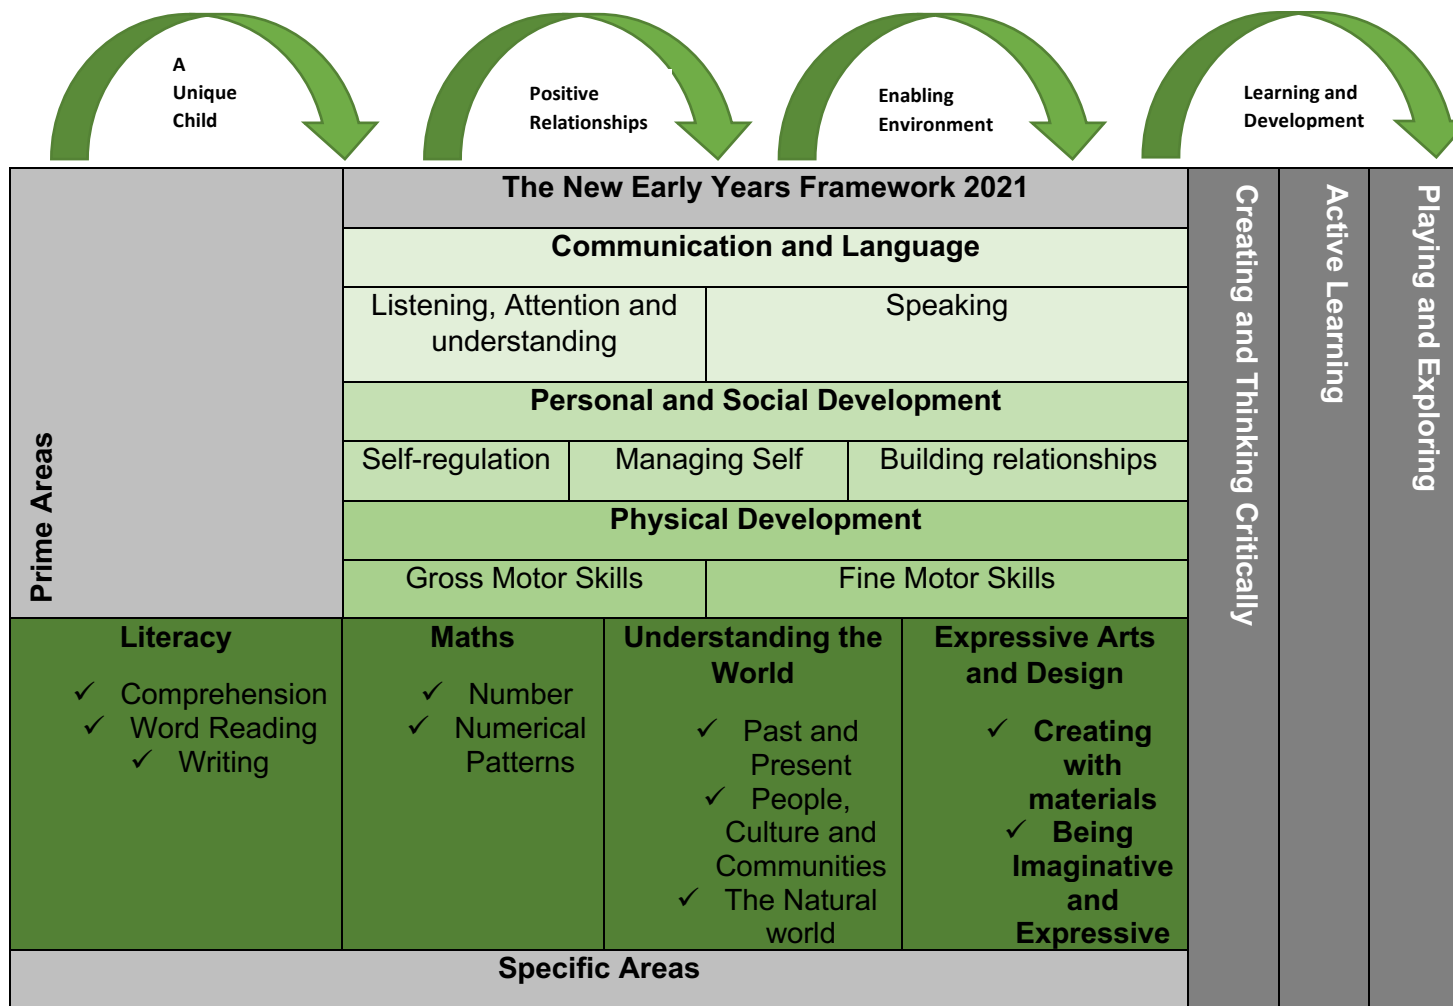 A
Unique
Child
Positive
Relationships
Enabling
Environment
Learning and
Development
The New Early Years Framework 2021
Communication and Language
Listening, Attention and
understanding
Speaking
Personal and Social Development
Self-regulation
Managing Self
Building relationships
Physical Development
Gross Motor Skills
Fine Motor Skills
Prime Areas
Literacy
✓ Comprehension
✓ Word Reading
✓ Writing
Maths
✓ Number
✓ Numerical
Patterns
Understanding the
World
✓ Past and
Present
✓ People,
Culture and
Communities
✓ The Natural
world
Expressive Arts
and Design
✓ Creating
with
materials
✓ Being
Imaginative
and
Expressive
Specific Areas
Creating and Thinking Critically
Active Learning
Playing and Exploring